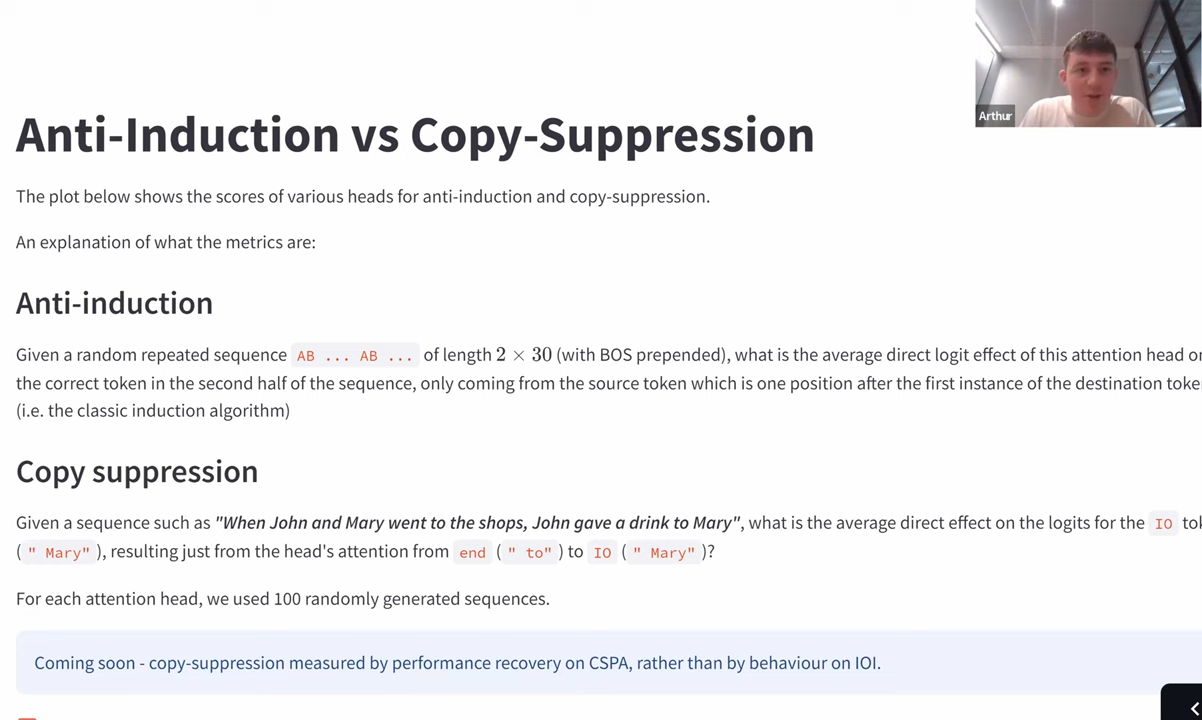 Arthur
Anti-Induction vs Copy-Suppression
The plot below shows the scores of various heads for anti-induction and copy-suppression.
An explanation of what the metrics are:
Anti-induction
Given a random repeated sequence AB ... AB ... of length 2 × 30 (with BOS prepended), what is the average direct logit effect of this attention head
the correct token in the second half of the sequence, only coming from the source token which is one position after the first instance of the destination
(i.e. the classic induction algorithm)
Copy suppression
Given a sequence such as "When John and Mary went to the shops, John gave a drink to Mary", what is the average direct effect on the logits for the IO
(" Mary"), resulting just from the head's attention from end (" to") to IO (" Mary")?
For each attention head, we used 100 randomly generated sequences.
Coming soon - copy-suppression measured by performance recovery on CSPA, rather than by behaviour on IOI.